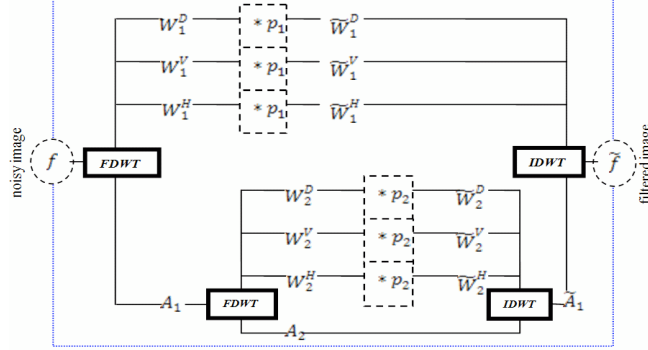 W₁ᴰ * p₁ W̃₁ᴰ
W₁ⱽ * p₁ W̃₁ⱽ
W₁ᴴ * p₁ W̃₁ᴴ
noisy image
f
FDWT
IDWT
f̃
filtered image
W₂ᴰ * p₂ W̃₂ᴰ
W₂ⱽ * p₂ W̃₂ⱽ
W₂ᴴ * p₂ W̃₂ᴴ
A₁ FDWT IDWT Ã₁
A₂